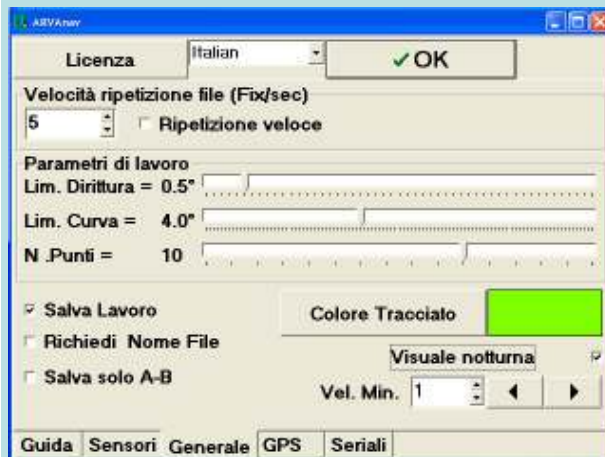 ARVAnav
Licenza Italian OK
Velocità ripetizione file (Fix/sec)
5 Ripetizione veloce
Parametri di lavoro
Lim. Dirittura = 0.5°
Lim. Curva = 4.0°
N .Punti = 10
Salva Lavoro
Colore Tracciato
Richiedi Nome File
Visuale notturna
Salva solo A-B
Vel. Min. 1
Guida Sensori Generale GPS Seriali